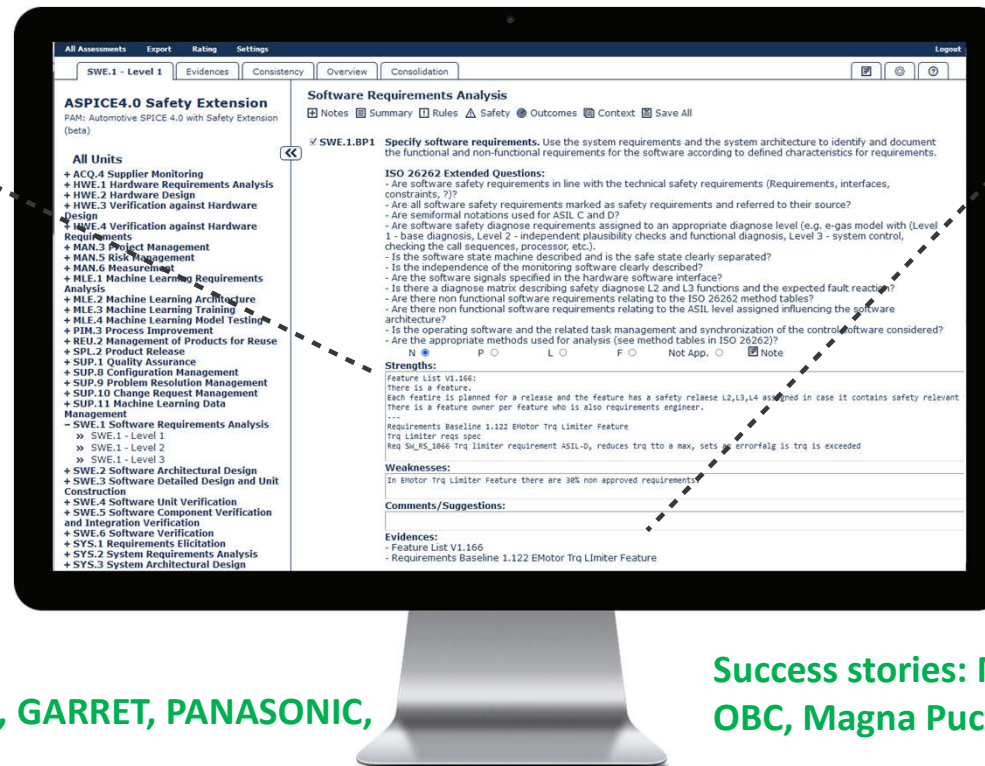 All Assessments Export Rating Settings Logout
SWE.1 - Level 1 Evidences Consistency Overview Consolidation
ASPICE4.0 Safety Extension
PAM: Automotive SPICE 4.0 with Safety Extension
(beta)
All Units
+ ACQ.4 Supplier Monitoring
+ HWE.1 Hardware Requirements Analysis
+ HWE.2 Hardware Design
+ HWE.3 Verification against Hardware
Design
+ HWE.4 Verification against Hardware
Requirements
+ MAN.3 Project Management
+ MAN.5 Risk Management
+ MAN.6 Measurement
+ MLE.1 Machine Learning Requirements
Analysis
+ MLE.2 Machine Learning Architecture
+ MLE.3 Machine Learning Training
+ MLE.4 Machine Learning Model Testing
+ PIM.3 Process Improvement
+ REU.2 Management of Products for Reuse
+ SPL.2 Product Release
+ SUP.1 Quality Assurance
+ SUP.8 Configuration Management
+ SUP.9 Problem Resolution Management
+ SUP.10 Change Request Management
+ SUP.11 Machine Learning Data
Management
− SWE.1 Software Requirements Analysis
» SWE.1 - Level 1
» SWE.1 - Level 2
» SWE.1 - Level 3
+ SWE.2 Software Architectural Design
+ SWE.3 Software Detailed Design and Unit
Construction
+ SWE.4 Software Unit Verification
+ SWE.5 Software Component Verification
and Integration Verification
+ SWE.6 Software Verification
+ SYS.1 Requirements Elicitation
+ SYS.2 System Requirements Analysis
+ SYS.3 System Architectural Design
Software Requirements Analysis
Notes Summary Rules Safety Outcomes Context Save All
SWE.1.BP1 Specify software requirements. Use the system requirements and the system architecture to identify and document
the functional and non-functional requirements for the software according to defined characteristics for requirements.
ISO 26262 Extended Questions:
- Are software safety requirements in line with the technical safety requirements (Requirements, interfaces,
constraints, ?)?
- Are all software safety requirements marked as safety requirements and referred to their source?
- Are semiformal notations used for ASIL C and D?
- Are software safety diagnose requirements assigned to an appropriate diagnose level (e.g. e-gas model with (Level
1 - base diagnosis, Level 2 - independent plausibility checks and functional diagnosis, Level 3 - system control,
checking the call sequences, processor, etc.).
- Is the software state machine described and is the safe state clearly separated?
- Is the independence of the monitoring software clearly described?
- Are the software signals specified in the hardware software interface?
- Is there a diagnose matrix describing safety diagnose L2 and L3 functions and the expected fault reaction?
- Are there non functional software requirements relating to the ISO 26262 method tables?
- Are there non functional software requirements relating to the ASIL level assigned influencing the software
architecture?
- Is the operating software and the related task management and synchronization of the control software considered?
- Are the appropriate methods used for analysis (see method tables in ISO 26262)?
N P L F Not App. Note
Strengths:
Feature List V1.166:
There is a feature.
Each featire is planned for a release and the feature has a safety relaese L2,L3,L4 assigned in case it contains safety relevant
There is a feature owner per feature who is also requirements engineer.
---
Requirements Baseline 1.122 EMotor Trq Limiter Feature
Trq Limiter reqs spec
Req SW_RS_1066 Trq limiter requirement ASIL-D, reduces trq tto a max, sets as errorfalg is trq is exceeded
Weaknesses:
In EMotor Trq Limiter Feature there are 30% non approved requirements.
Comments/Suggestions:
Evidences:
- Feature List V1.166
- Requirements Baseline 1.122 EMotor Trq LImiter Feature
, GARRET, PANASONIC,
Success stories:
OBC, Magna Puc